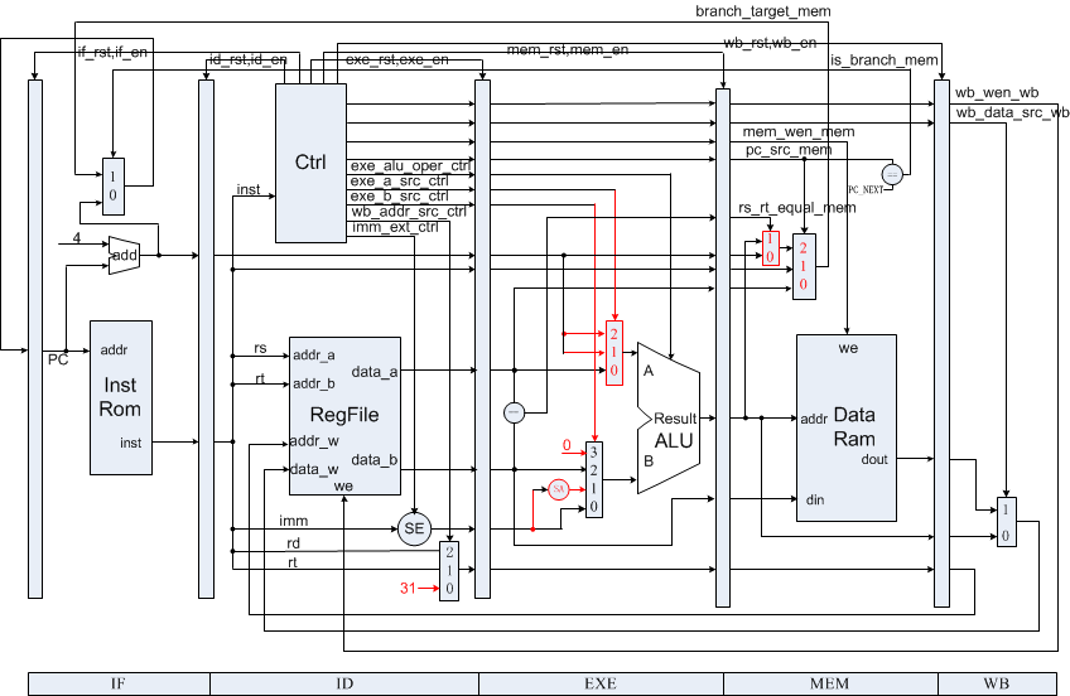 branch_target_mem
if_rst,if_en
id_rst,id_en
exe_rst,exe_en
mem_rst,mem_en
wb_rst,wb_en
is_branch_mem
wb_wen_wb
wb_data_src_wb
mem_wen_mem
pc_src_mem
Ctrl
exe_alu_oper_ctrl
exe_a_src_ctrl
exe_b_src_ctrl
wb_addr_src_ctrl
imm_ext_ctrl
inst
1
0
==
PC_NEXT
rs_rt_equal_mem
1
0
2
1
0
4
add
PC
addr
Inst
Rom
inst
rs
rt
addr_a
addr_b
data_a
RegFile
addr_w
data_w
data_b
we
2
1
0
A
Result
ALU
B
==
0
3
2
1
0
SA
we
addr
Data
Ram
dout
din
1
0
imm
SE
rd
rt
2
1
0
31
IF
ID
EXE
MEM
WB